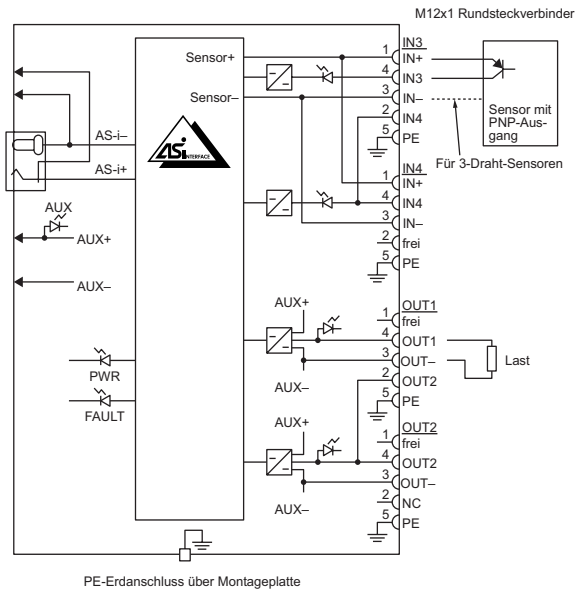 M12x1 Rundsteckverbinder
Sensor+
Sensor–
ASi
INTERFACE
AS-i–
AS-i+
AUX
AUX+
AUX–
PWR
FAULT
IN3
1 IN+
4 IN3
3 IN–
2 IN4
5 PE
Sensor mit
PNP-Aus-
gang
Für 3-Draht-Sensoren
IN4
1 IN+
4 IN4
3 IN–
2 frei
5 PE
AUX+
AUX–
OUT1
1 frei
4 OUT1
3 OUT–
2 OUT2
5 PE
Last
AUX+
AUX–
OUT2
1 frei
4 OUT2
3 OUT–
2 NC
5 PE
PE-Erdanschluss über Montageplatte